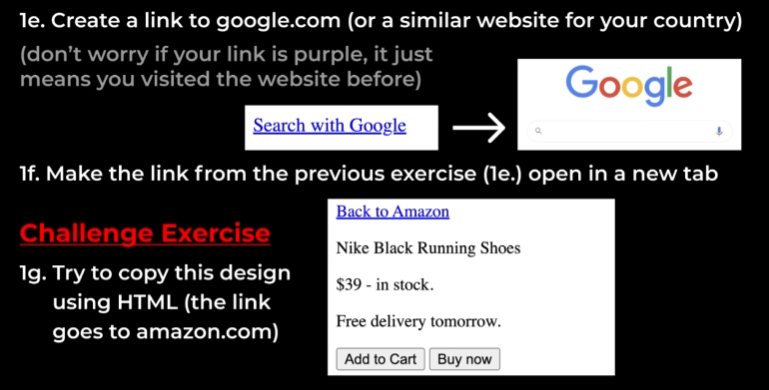 1e. Create a link to google.com (or a similar website for your country)
(don't worry if your link is purple, it just
means you visited the website before)
Search with Google
Google
1f. Make the link from the previous exercise (1e.) open in a new tab
Challenge Exercise
1g. Try to copy this design
using HTML (the link
goes to amazon.com)
Back to Amazon
Nike Black Running Shoes
$39 - in stock.
Free delivery tomorrow.
Add to Cart Buy now